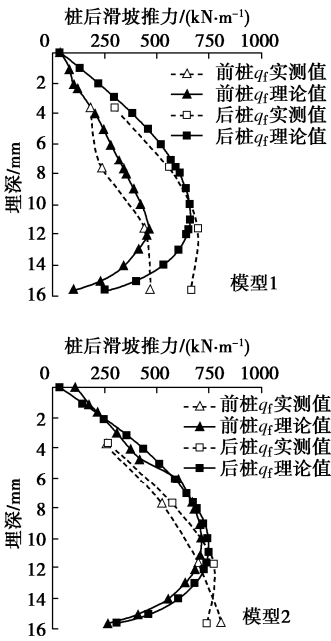 桩后滑坡推力/(kN·m⁻¹)
0 250 500 750 1000
0
2
4
6
8
10
12
14
16
埋深/mm
前桩qf实测值
前桩qf理论值
后桩qf实测值
后桩qf理论值
模型1
桩后滑坡推力/(kN·m⁻¹)
0 250 500 750 1000
2
4
6
8
10
12
14
16
埋深/mm
前桩qf实测值
前桩qf理论值
后桩qf实测值
后桩qf理论值
模型2